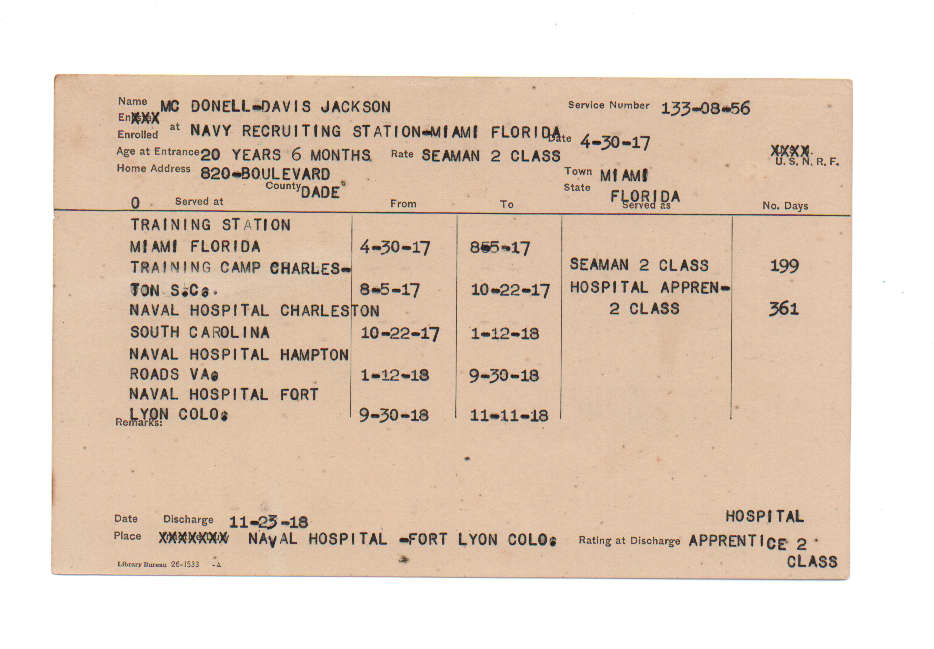 Name MC DONELL-DAVIS JACKSON Service Number 133-08-56
Enrolled at NAVY RECRUITING STATION-MIAMI FLORIDA Date 4-30-17
XXXX
U. S. N. R. F.
Age at Entrance 20 YEARS 6 MONTHS Rate SEAMAN 2 CLASS
Home Address 820-BOULEVARD Town MIAMI
County DADE State FLORIDA
O Served at From To Served as No. Days
TRAINING STATION
MIAMI FLORIDA 4-30-17 8-5-17
TRAINING CAMP CHARLES- SEAMAN 2 CLASS 199
TON S.C. 8-5-17 10-22-17 HOSPITAL APPREN-
NAVAL HOSPITAL CHARLESTON 2 CLASS 361
SOUTH CAROLINA 10-22-17 1-12-18
NAVAL HOSPITAL HAMPTON
ROADS VA. 1-12-18 9-30-18
NAVAL HOSPITAL FORT
LYON COLO. 9-30-18 11-11-18
Remarks:
Date Discharge 11-23-18 HOSPITAL
Place XXXXXXX NAVAL HOSPITAL -FORT LYON COLO. Rating at Discharge APPRENTICE 2
CLASS
Library Bureau 26-1533 -A